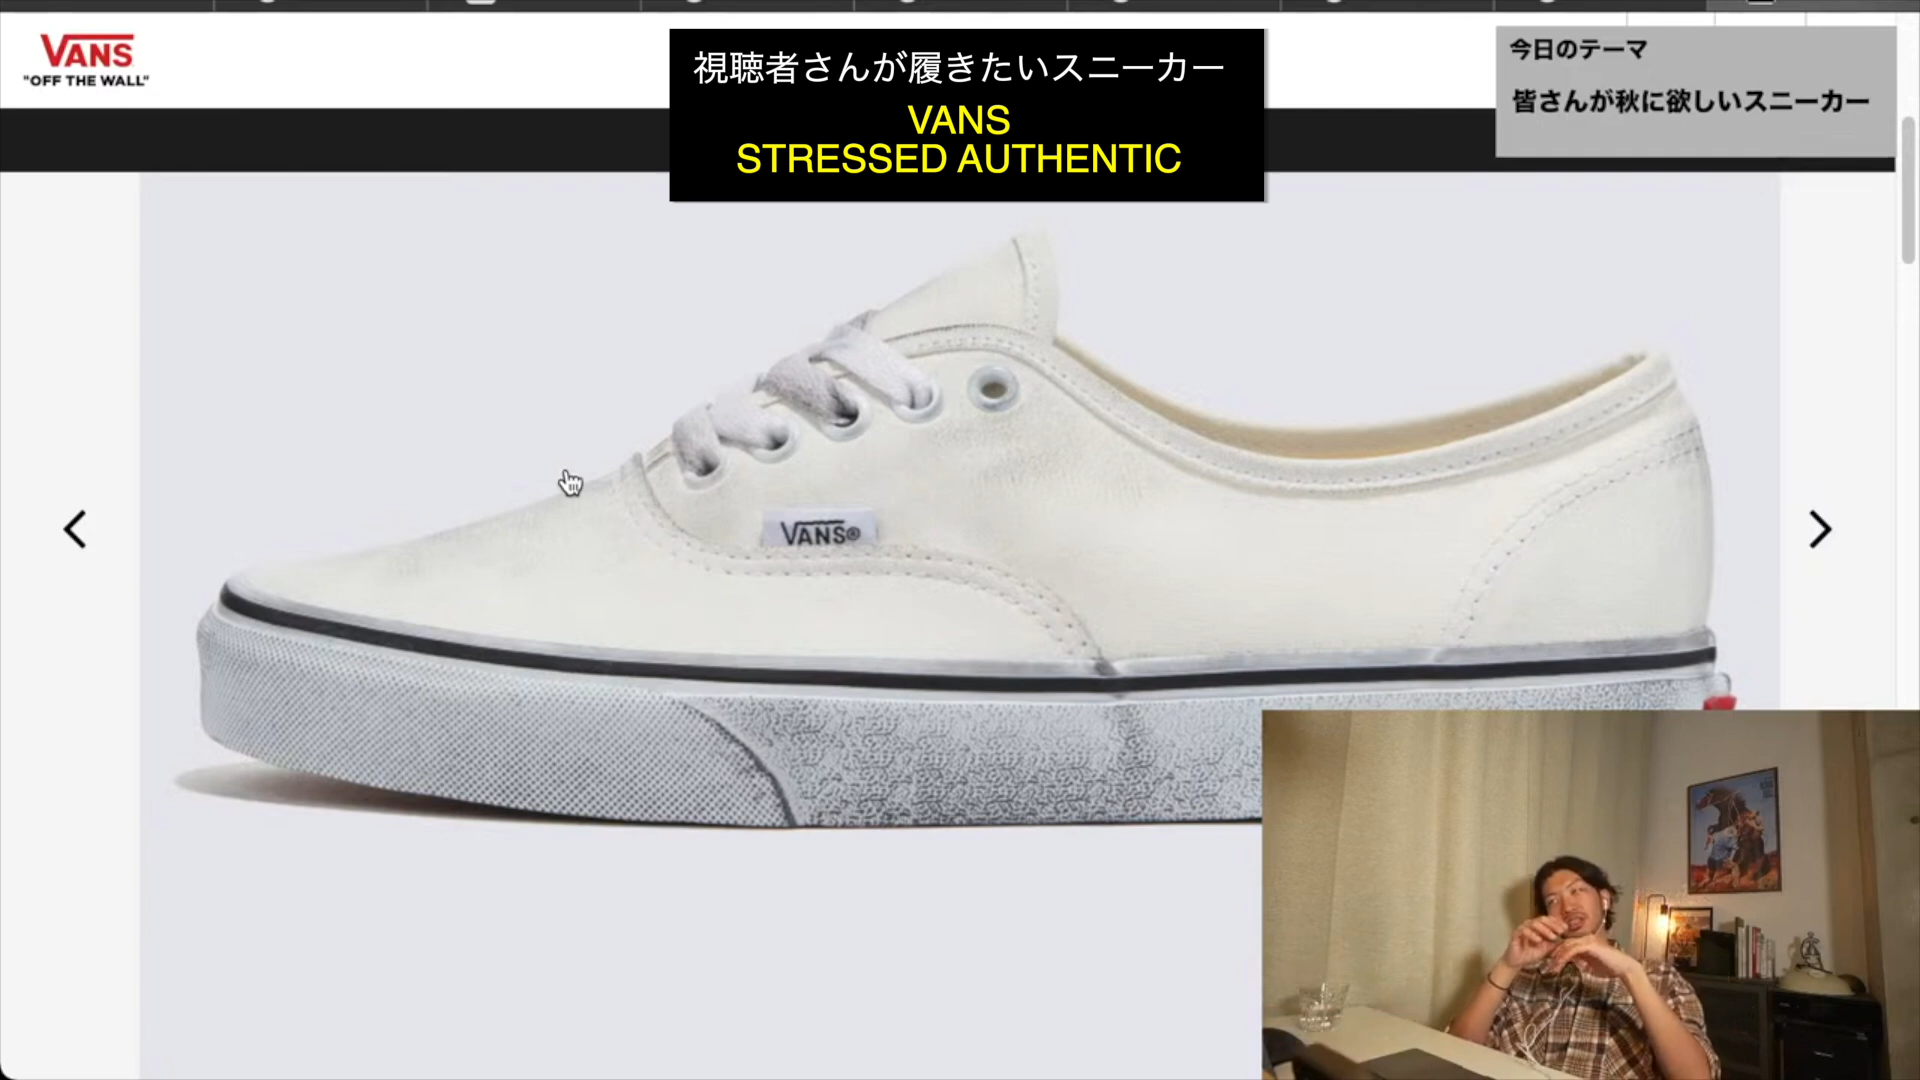 VANS
"OFF THE WALL"
視聴者さんが履きたいスニーカー
VANS
STRESSED AUTHENTIC
今日のテーマ
皆さんが秋に欲しいスニーカー
VANS®